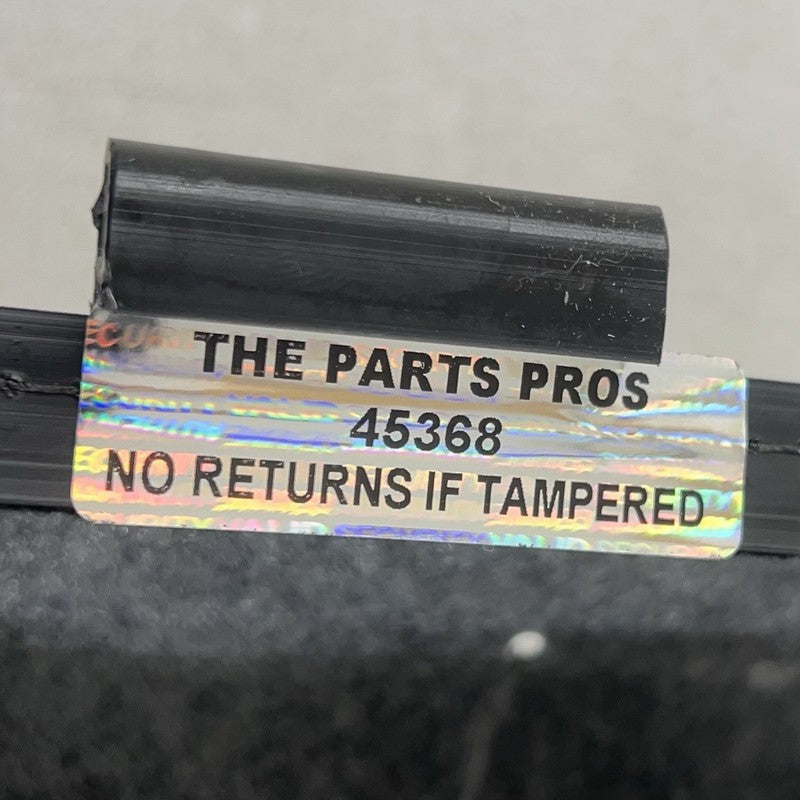 THE PARTS PROS
45368
NO RETURNS IF TAMPERED